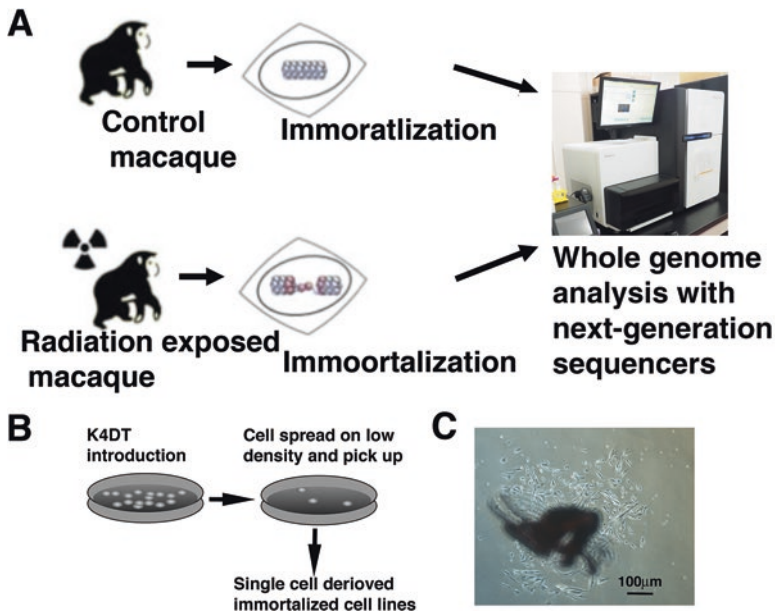 A
Control
macaque
Immoratlization
Radiation exposed
macaque
Immoortalization
Whole genome
analysis with
next-generation
sequencers
B
K4DT
introduction
Cell spread on low
density and pick up
Single cell derioved
immortalized cell lines
C
100μm